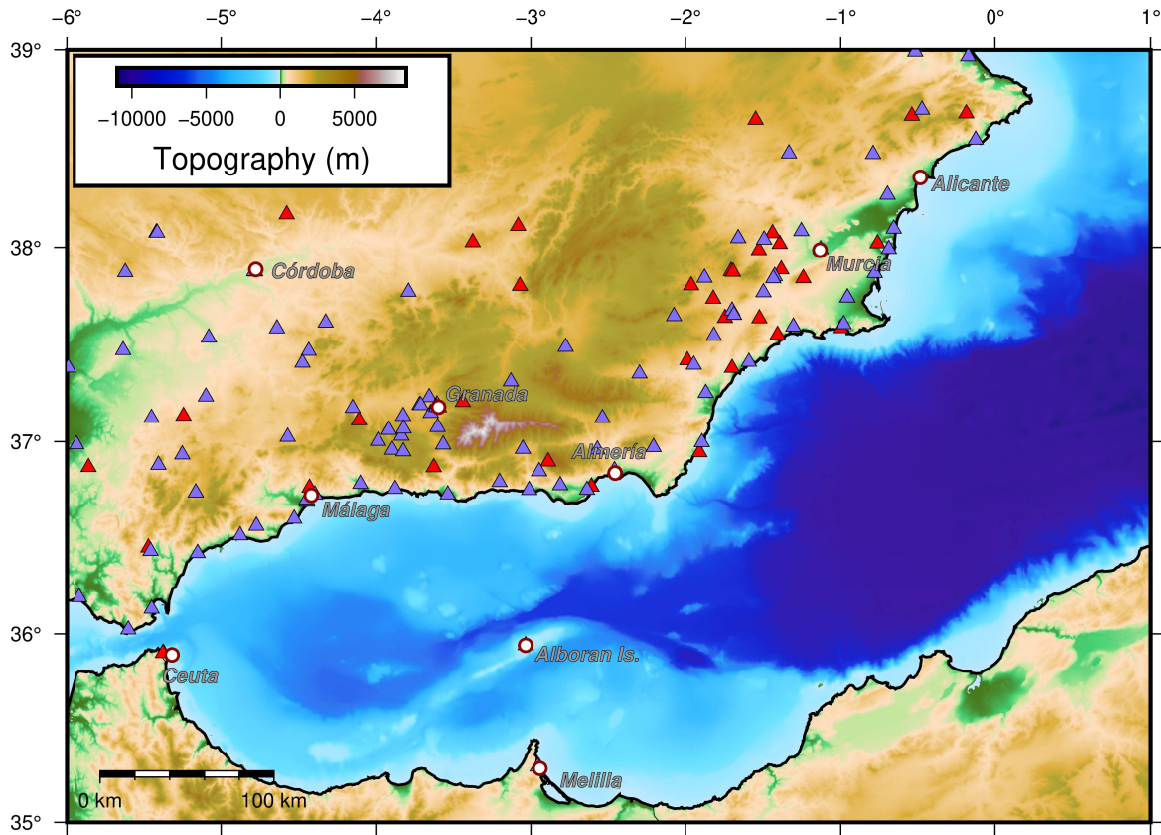 −6° −5° −4° −3° −2° −1° 0° 1°
39°
−10000 −5000 0 5000
Topography (m)
Alicante
38°
Murcia
Córdoba
Granada
37°
Almería
Málaga
36°
Alboran Is.
Ceuta
Melilla
0 km 100 km
35°